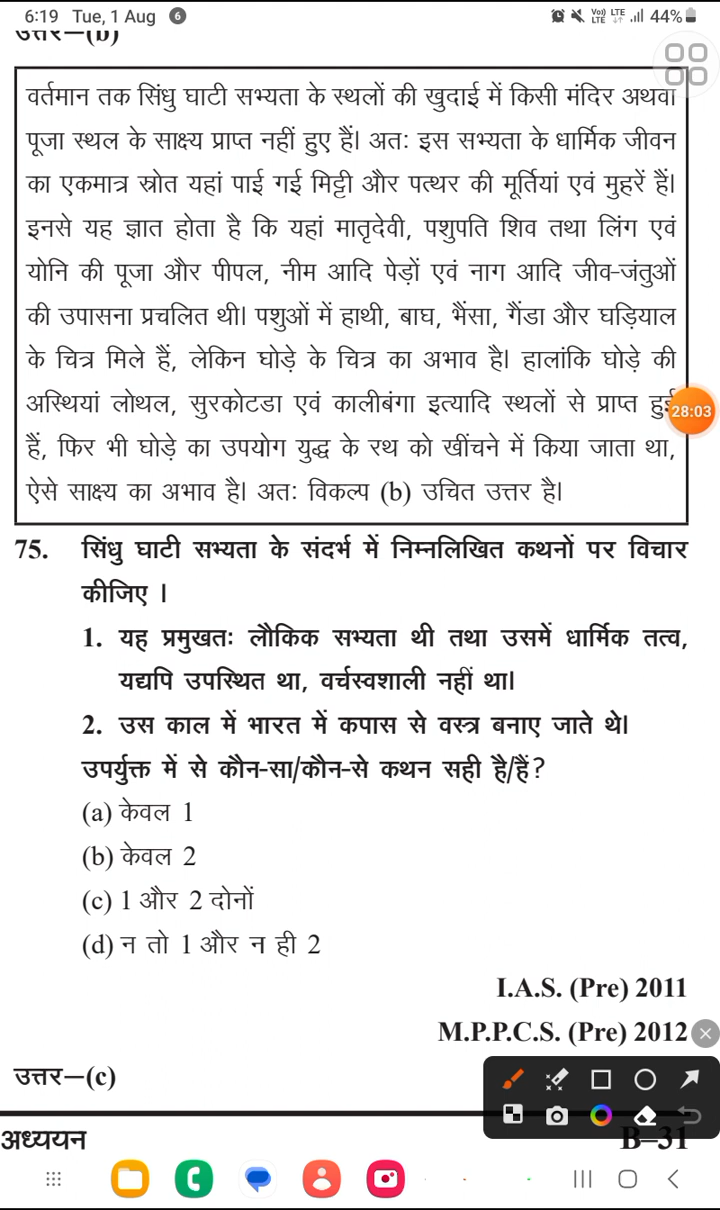 6:19 Tue, 1 Aug 6 Vo)) LTE LTE 44%
उत्तर—(b)
वर्तमान तक सिंधु घाटी सभ्यता के स्थलों की खुदाई में किसी मंदिर अथवा
पूजा स्थल के साक्ष्य प्राप्त नहीं हुए हैं। अतः इस सभ्यता के धार्मिक जीवन
का एकमात्र स्रोत यहां पाई गई मिट्टी और पत्थर की मूर्तियां एवं मुहरें हैं।
इनसे यह ज्ञात होता है कि यहां मातृदेवी, पशुपति शिव तथा लिंग एवं
योनि की पूजा और पीपल, नीम आदि पेड़ों एवं नाग आदि जीव-जंतुओं
की उपासना प्रचलित थी। पशुओं में हाथी, बाघ, भैंसा, गैंडा और घड़ियाल
के चित्र मिले हैं, लेकिन घोड़े के चित्र का अभाव है। हालांकि घोड़े की
अस्थियां लोथल, सुरकोटडा एवं कालीबंगा इत्यादि स्थलों से प्राप्त हुई
28:03
हैं, फिर भी घोड़े का उपयोग युद्ध के रथ को खींचने में किया जाता था,
ऐसे साक्ष्य का अभाव है। अतः विकल्प (b) उचित उत्तर है।
75. सिंधु घाटी सभ्यता के संदर्भ में निम्नलिखित कथनों पर विचार
कीजिए ।
1. यह प्रमुखतः लौकिक सभ्यता थी तथा उसमें धार्मिक तत्व,
यद्यपि उपस्थित था, वर्चस्वशाली नहीं था।
2. उस काल में भारत में कपास से वस्त्र बनाए जाते थे।
उपर्युक्त में से कौन-सा/कौन-से कथन सही है/हैं?
(a) केवल 1
(b) केवल 2
(c) 1 और 2 दोनों
(d) न तो 1 और न ही 2
I.A.S. (Pre) 2011
M.P.P.C.S. (Pre) 2012
उत्तर—(c)
अध्ययन
B–31